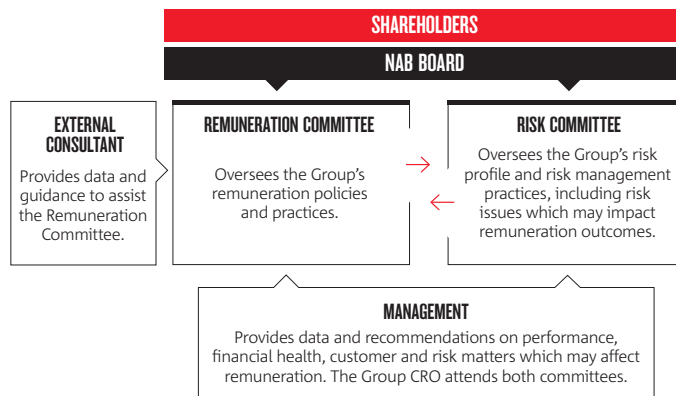 SHAREHOLDERS
NAB BOARD
EXTERNAL
CONSULTANT
Provides data and
guidance to assist
the Remuneration
Committee.
REMUNERATION COMMITTEE
Oversees the Group's
remuneration policies
and practices.
RISK COMMITTEE
Oversees the Group's risk
profile and risk management
practices, including risk
issues which may impact
remuneration outcomes.
MANAGEMENT
Provides data and recommendations on performance,
financial health, customer and risk matters which may affect
remuneration. The Group CRO attends both committees.